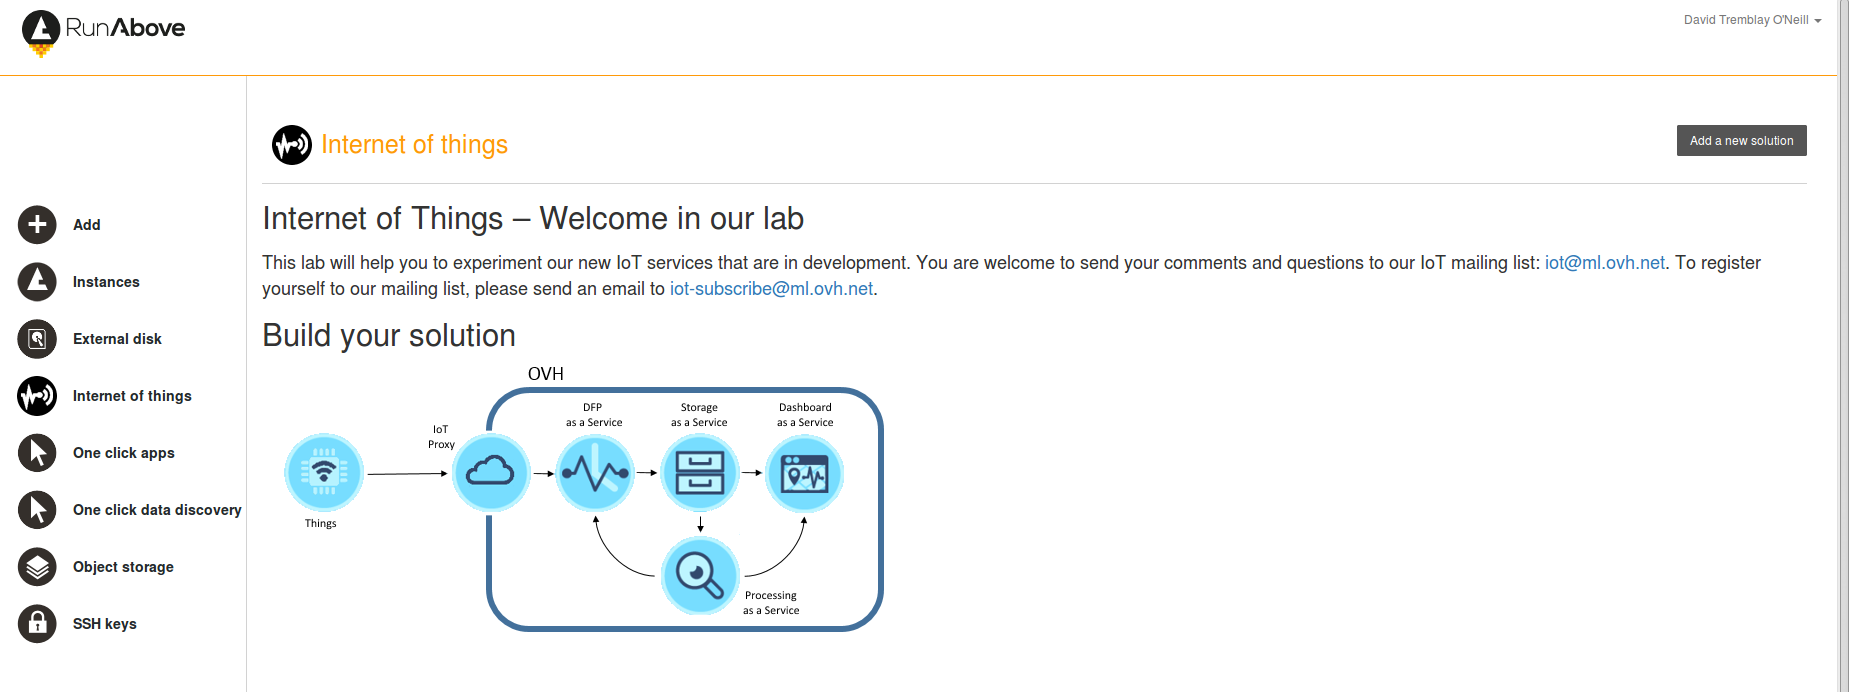 RunAbove
David Tremblay O'Neill
Internet of things
Add a new solution
Add
Instances
External disk
Internet of things
One click apps
One click data discovery
Object storage
SSH keys
Internet of Things – Welcome in our lab
This lab will help you to experiment our new IoT services that are in development. You are welcome to send your comments and questions to our IoT mailing list: iot@ml.ovh.net. To register
yourself to our mailing list, please send an email to iot-subscribe@ml.ovh.net.
Build your solution
OVH
Things
IoT
Proxy
DFP
as a Service
Storage
as a Service
Dashboard
as a Service
Processing
as a Service